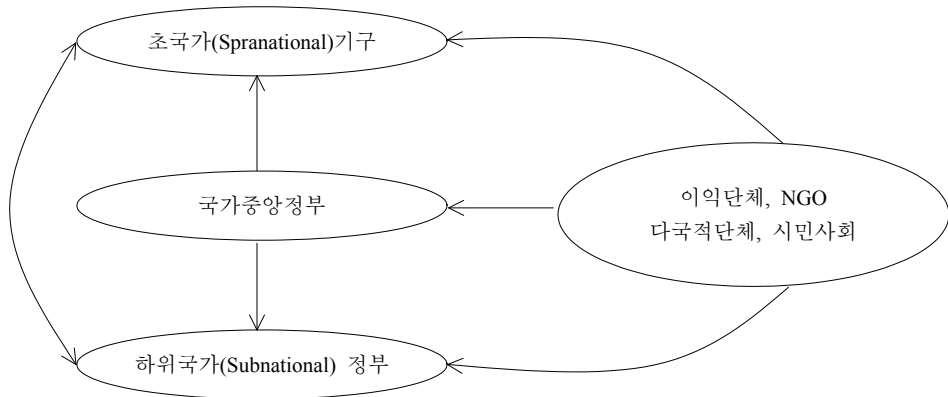 초국가(Spranational)기구
국가중앙정부
이익단체, NGO
다국적단체, 시민사회
하위국가(Subnational) 정부